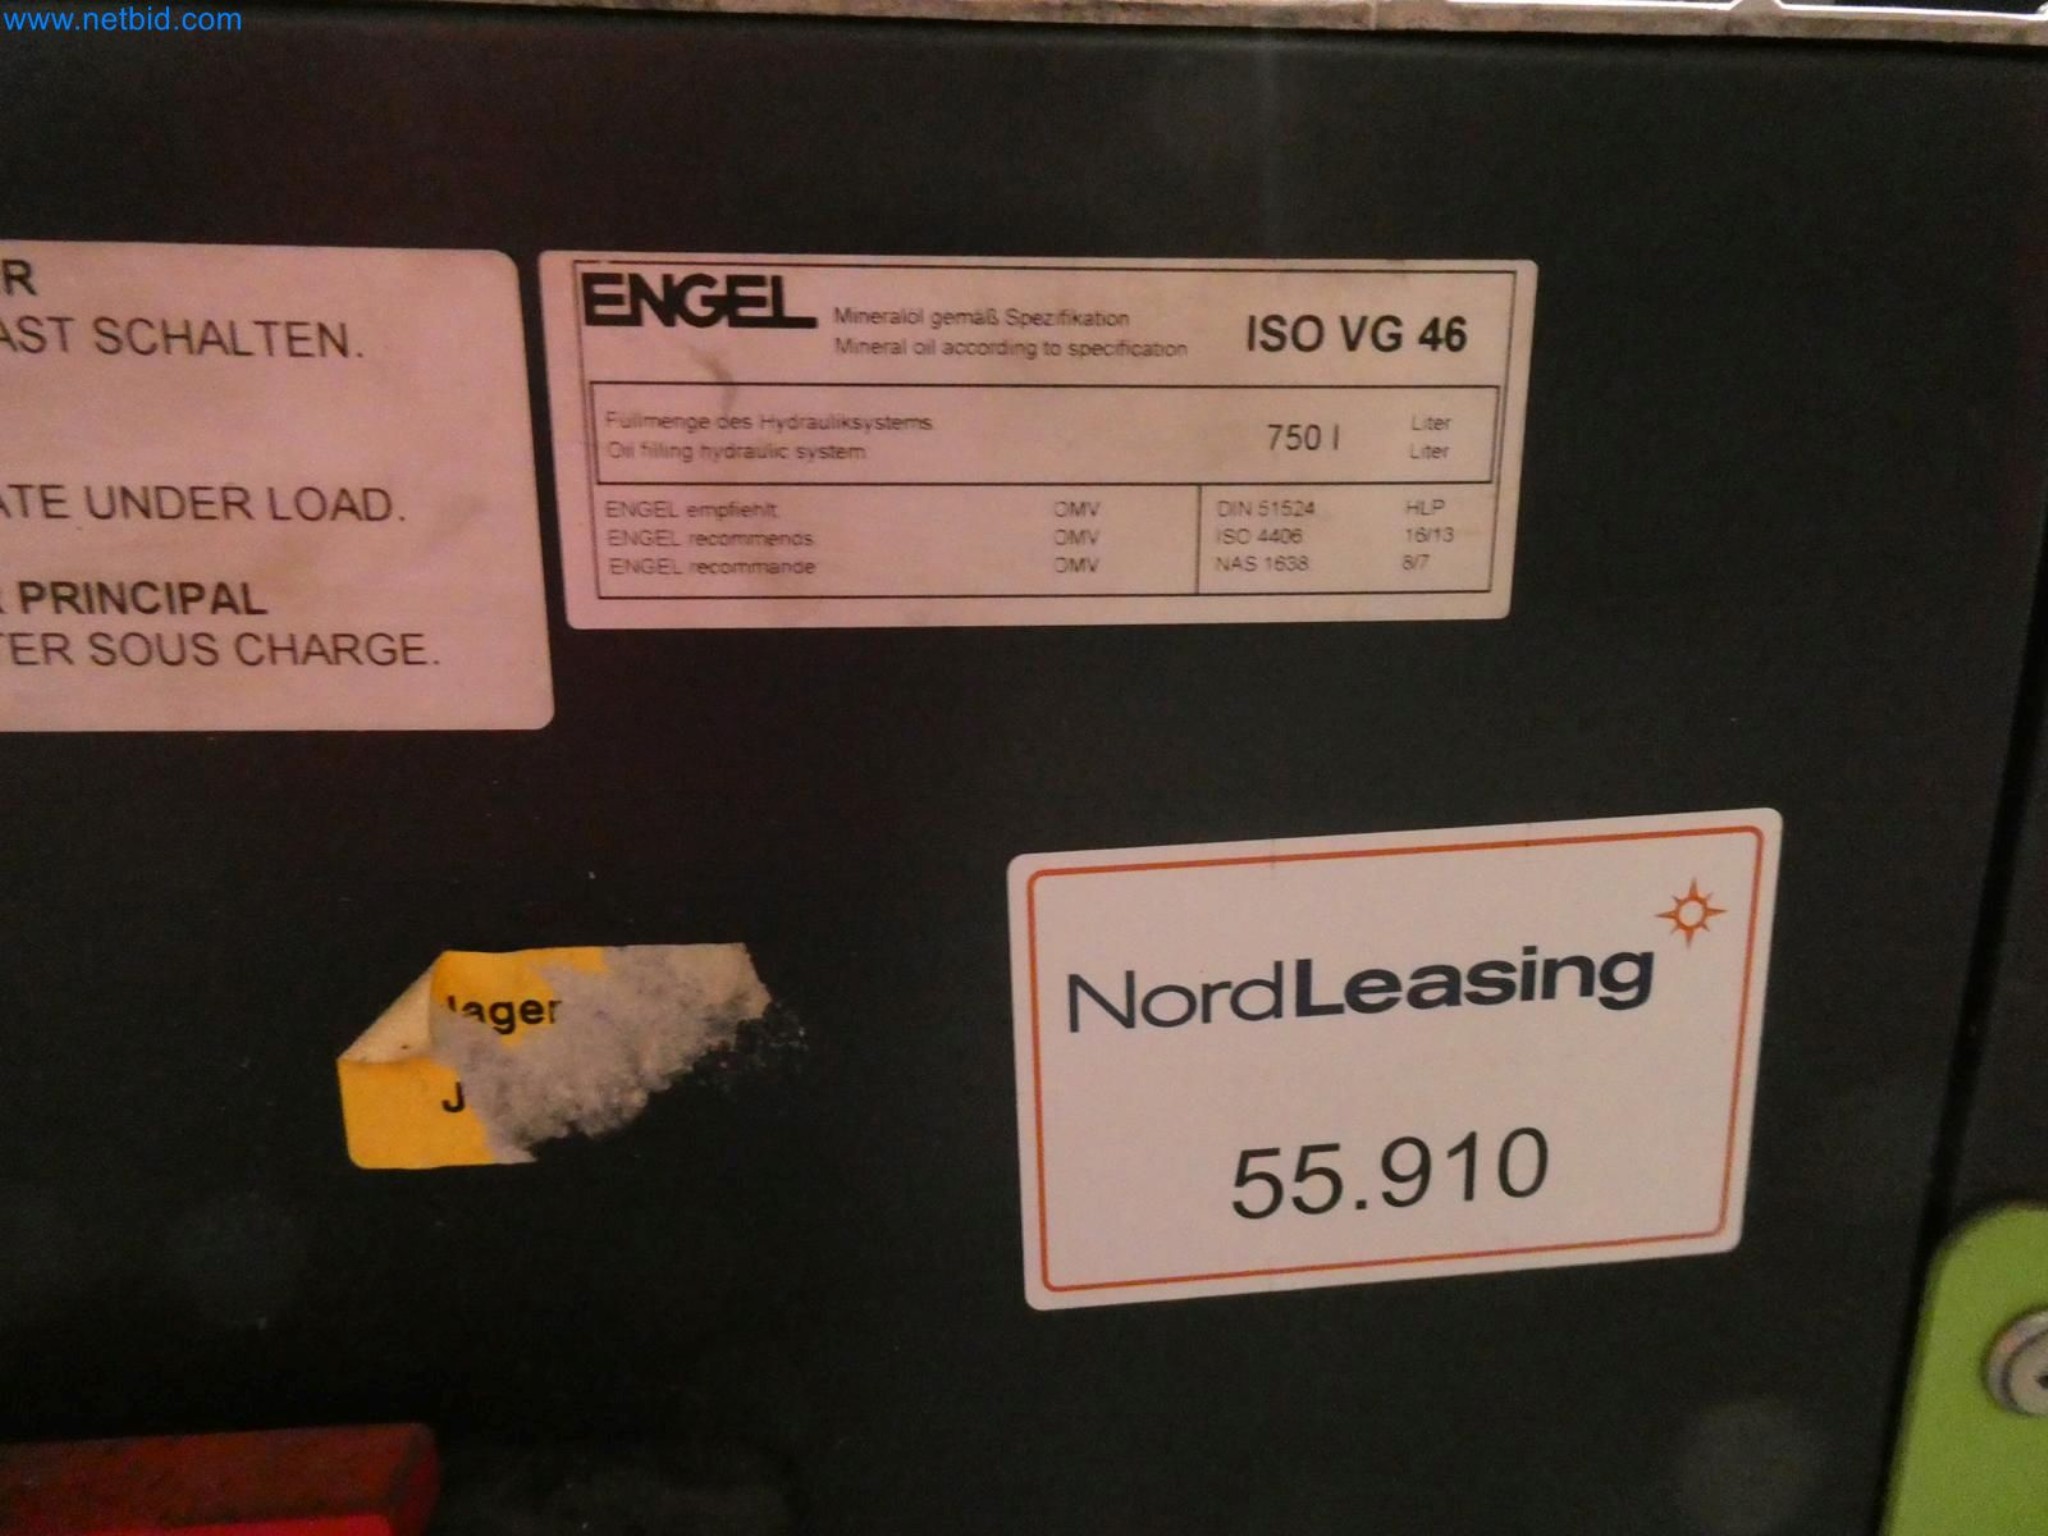 www.netbid.com
R
AST SCHALTEN.
ATE UNDER LOAD.
PRINCIPAL
TER SOUS CHARGE.
ENGEL
Mineralöl gemäß Spezifikation
Mineral oil according to specification
ISO VG 46
Füllmenge des Hydrauliksystems
Oil filling hydraulic system
750 l
Liter
Liter
ENGEL empfiehlt OMV
ENGEL recommends OMV
ENGEL recommande OMV
DIN 51524 HLP
ISO 4406 16/13
NAS 1638 8/7
lager
J
NordLeasing
55.910